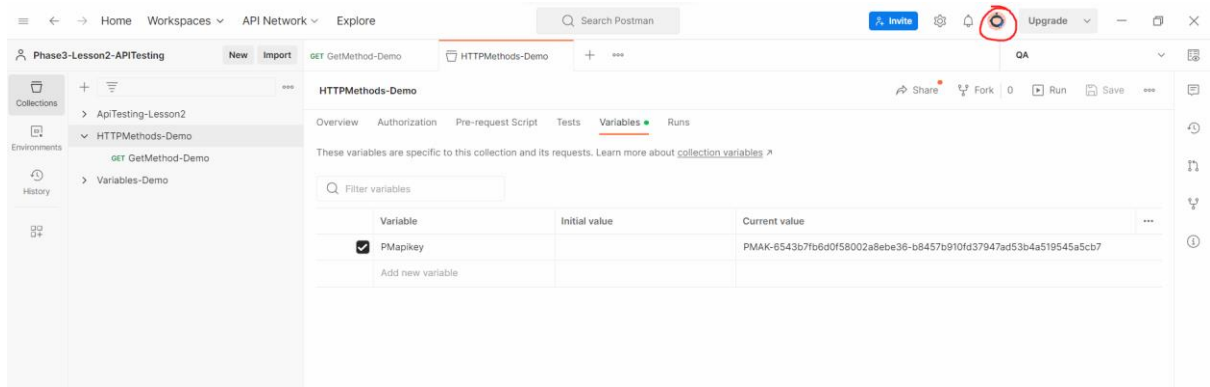 Home Workspaces API Network Explore Search Postman Invite Upgrade
Phase3-Lesson2-APITesting New Import GET GetMethod-Demo HTTPMethods-Demo QA
Collections
Environments
History
ApiTesting-Lesson2
HTTPMethods-Demo
GET GetMethod-Demo
Variables-Demo
HTTPMethods-Demo Share Fork 0 Run Save
Overview Authorization Pre-request Script Tests Variables Runs
These variables are specific to this collection and its requests. Learn more about collection variables
Filter variables
Variable Initial value Current value
PMapikey PMAK-6543b7fb6d0f58002a8ebe36-b8457b910fd37947ad53b4a519545a5cb7
Add new variable